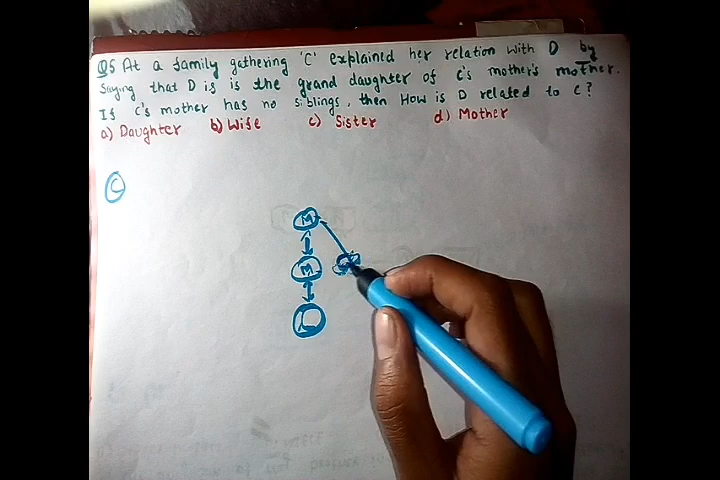 Q5 At a family gathering 'C' explained her relation with D by
saying that D is is the grand daughter of C's mother's mother.
If C's mother has no siblings, then How is D related to C?
a) Daughter b) Wife c) Sister d) Mother
C
M
M
C